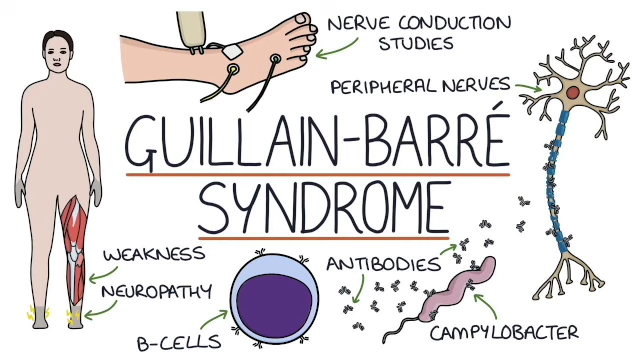 NERVE CONDUCTION
STUDIES
PERIPHERAL NERVES
GUILLAIN-BARRÉ
SYNDROME
WEAKNESS
NEUROPATHY
B-CELLS
ANTIBODIES
CAMPYLOBACTER